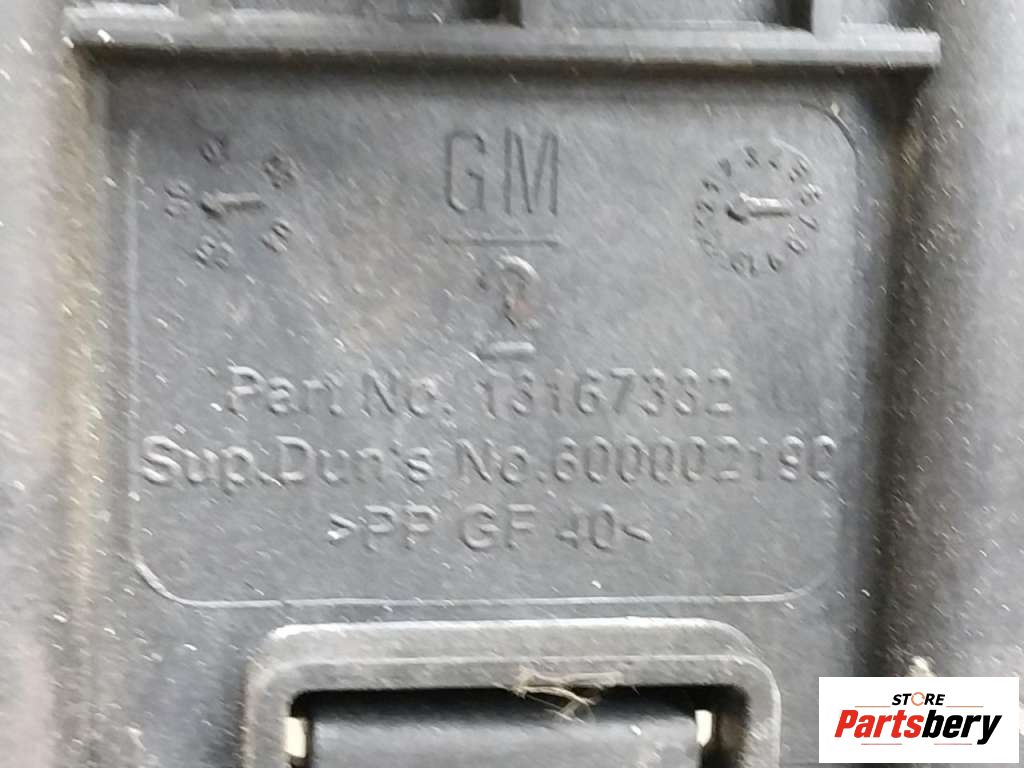 GM
Part No. 13167332
Sup.Dun's No.600002190
>PP GF 40<
STORE
Partsbery